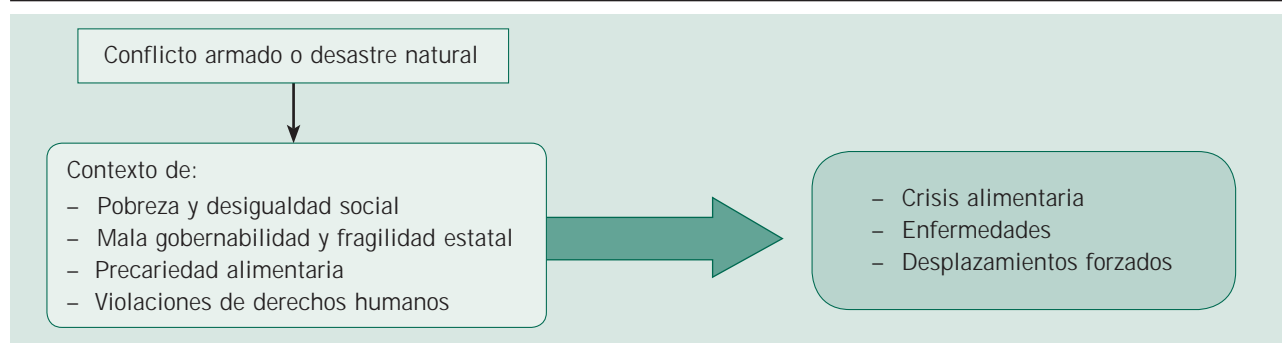 Conflicto armado o desastre natural
Contexto de:
– Pobreza y desigualdad social
– Mala gobernabilidad y fragilidad estatal
– Precariedad alimentaria
– Violaciones de derechos humanos
– Crisis alimentaria
– Enfermedades
– Desplazamientos forzados